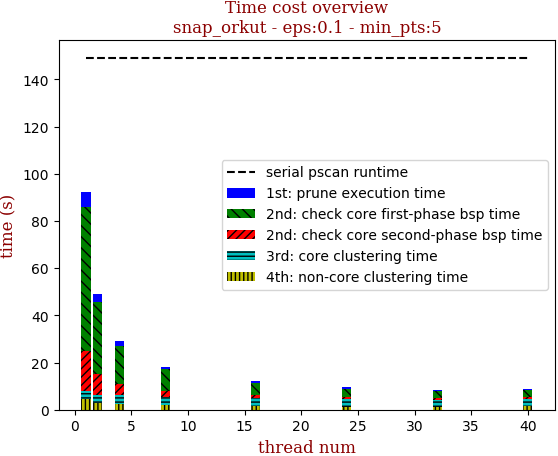 Time cost overview
snap_orkut - eps:0.1 - min_pts:5
time (s)
140
120
100
80
60
40
20
0
serial pscan runtime
1st: prune execution time
2nd: check core first-phase bsp time
2nd: check core second-phase bsp time
3rd: core clustering time
4th: non-core clustering time
0 5 10 15 20 25 30 35 40
thread num